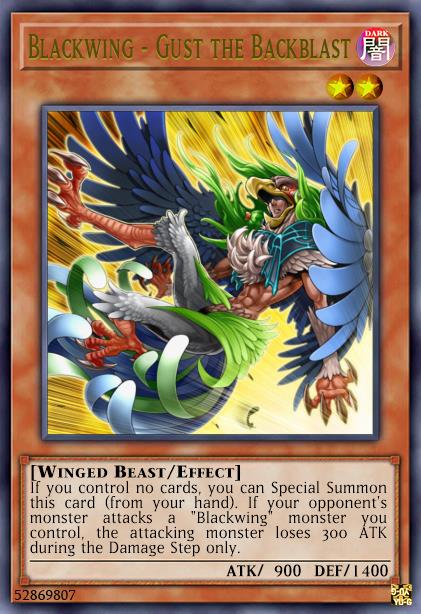 Blackwing - Gust the Backblast
DARK
闇
[Winged Beast/Effect]
If you control no cards, you can Special Summon
this card (from your hand). If your opponent's
monster attacks a "Blackwing" monster you
control, the attacking monster loses 300 ATK
during the Damage Step only.
ATK/ 900 DEF/1400
52869807